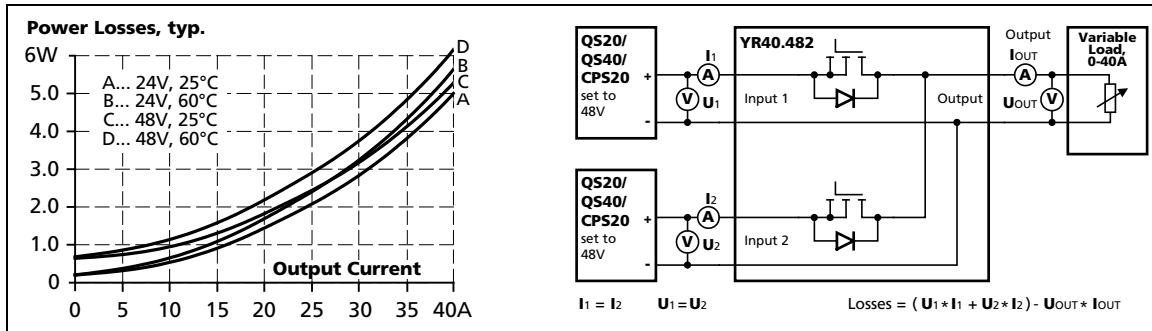 Power Losses, typ.
6W
5.0
4.0
3.0
2.0
1.0
0
A... 24V, 25°C
B... 24V, 60°C
C... 48V, 25°C
D... 48V, 60°C
D
B
C
A
Output Current
0 5 10 15 20 25 30 35 40A
QS20/
QS40/
CPS20
set to
48V
+
-
I1
A
V U1
YR40.482
Input 1
Output
Output
IOUT
A
UOUT V
Variable
Load,
0-40A
QS20/
QS40/
CPS20
set to
48V
+
-
I2
A
V U2
Input 2
I1 = I2 U1 = U2 Losses = ( U1 * I1 + U2 * I2 ) - UOUT * IOUT